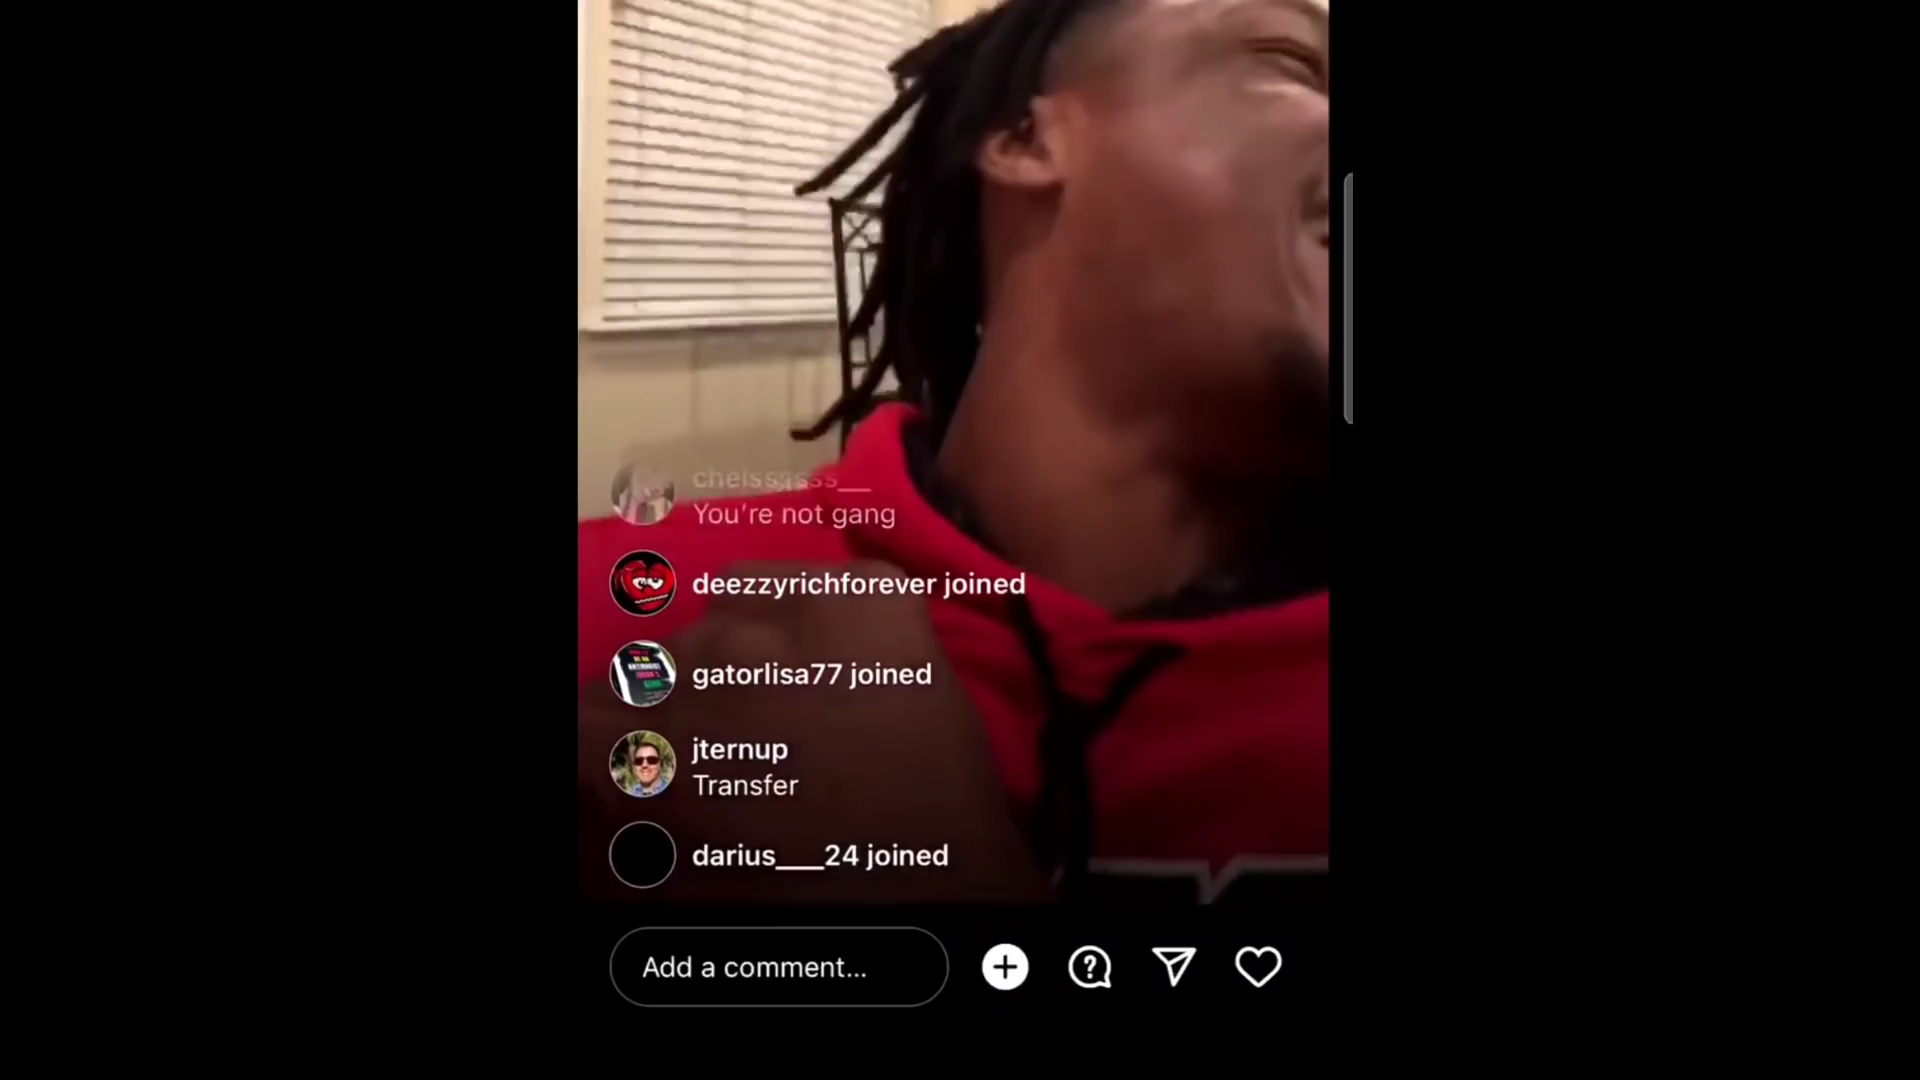 You're not gang
deezzyrichforever joined
gatorlisa77 joined
jternup
Transfer
darius___24 joined
Add a comment...